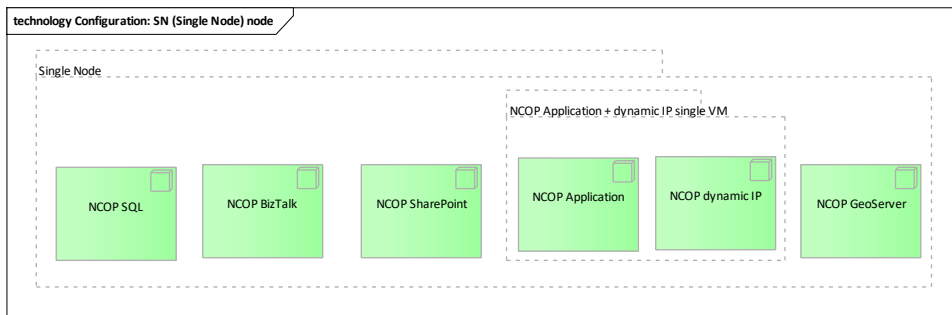 technology Configuration: SN (Single Node) node
Single Node
NCOP Application + dynamic IP single VM
NCOP SQL
NCOP BizTalk
NCOP SharePoint
NCOP Application
NCOP dynamic IP
NCOP GeoServer